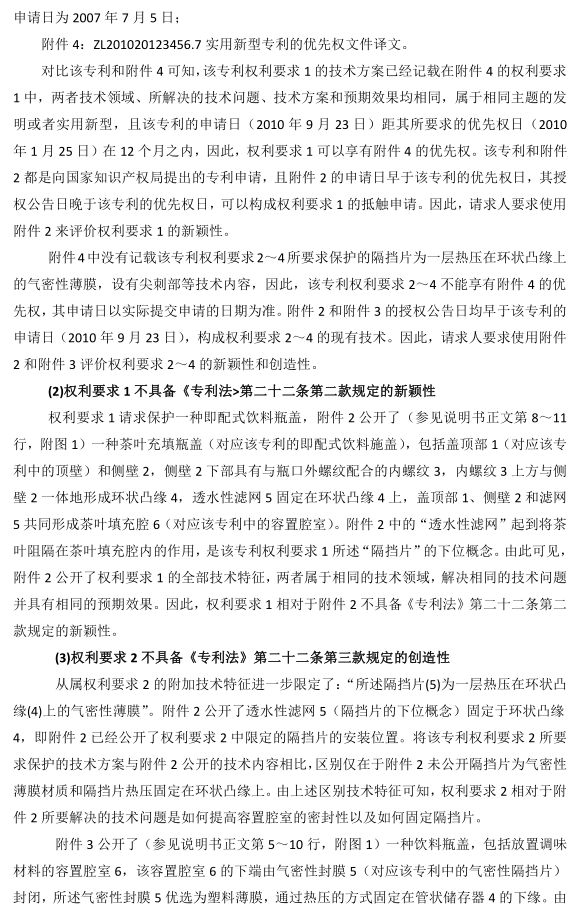 申请日为 2007 年 7 月 5 日；
附件 4：ZL201020123456.7 实用新型专利的优先权文件译文。
对比该专利和附件 4 可知，该专利权利要求 1 的技术方案已经记载在附件 4 的权利要求
1 中，两者技术领域、所解决的技术问题、技术方案和预期效果均相同，属于相同主题的发
明或者实用新型，且该专利的申请日（2010 年 9 月 23 日）距其所要求的优先权日（2010
年 1 月 25 日）在 12 个月之内，因此，权利要求 1 可以享有附件 4 的优先权。该专利和附件
2 都是向国家知识产权局提出的专利申请，且附件 2 的申请日早于该专利的优先权日，其授
权公告日晚于该专利的优先权日，可以构成权利要求 1 的抵触申请。因此，请求人要求使用
附件 2 来评价权利要求 1 的新颖性。
附件 4 中没有记载该专利权利要求 2～4 所要求保护的隔挡片为一层热压在环状凸缘上
的气密性薄膜，设有尖刺部等技术内容，因此，该专利权利要求 2～4 不能享有附件 4 的优
先权，其申请日以实际提交申请的日期为准。附件 2 和附件 3 的授权公告日均早于该专利的
申请日（2010 年 9 月 23 日），构成权利要求 2～4 的现有技术。因此，请求人要求使用附件
2 和附件 3 评价权利要求 2～4 的新颖性和创造性。
(2)权利要求 1 不具备《专利法>第二十二条第二款规定的新颖性
权利要求 1 请求保护一种即配式饮料瓶盖，附件 2 公开了（参见说明书正文第 8～11
行，附图 1）一种茶叶充填瓶盖（对应该专利的即配式饮料施盖），包括盖顶部 1（对应该专
利中的顶壁）和侧壁 2，侧壁 2 下部具有与瓶口外螺纹配合的内螺纹 3，内螺纹 3 上方与侧
壁 2 一体地形成环状凸缘 4，透水性滤网 5 固定在环状凸缘 4 上，盖顶部 1、侧壁 2 和滤网
5 共同形成茶叶填充腔 6（对应该专利中的容置腔室）。附件 2 中的“透水性滤网”起到将茶
叶阻隔在茶叶填充腔内的作用，是该专利权利要求 1 所述“隔挡片”的下位概念。由此可见，
附件 2 公开了权利要求 1 的全部技术特征，两者属于相同的技术领域，解决相同的技术问题
并具有相同的预期效果。因此，权利要求 1 相对于附件 2 不具备《专利法》第二十二条第二
款规定的新颖性。
(3)权利要求 2 不具备《专利法》第二十二条第三款规定的创造性
从属权利要求 2 的附加技术特征进一步限定了：“所述隔挡片(5)为一层热压在环状凸
缘(4)上的气密性薄膜”。附件 2 公开了透水性滤网 5（隔挡片的下位概念）固定于环状凸缘
4，即附件 2 已经公开了权利要求 2 中限定的隔挡片的安装位置。将该专利权利要求 2 所要
求保护的技术方案与附件 2 公开的技术内容相比，区别仅在于附件 2 未公开隔挡片为气密性
薄膜材质和隔挡片热压固定在环状凸缘上。由上述区别技术特征可知，权利要求 2 相对于附
件 2 所要解决的技术问题是如何提高容置腔室的密封性以及如何固定隔挡片。
附件 3 公开了（参见说明书正文第 5～10 行，附图 1）一种饮料瓶盖，包括放置调味
材料的容置腔室 6，该容置腔室 6 的下端由气密性封膜 5（对应该专利中的气密性隔挡片）
封闭，所述气密性封膜 5 优选为塑料薄膜，通过热压的方式固定在管状储存器 4 的下缘。由